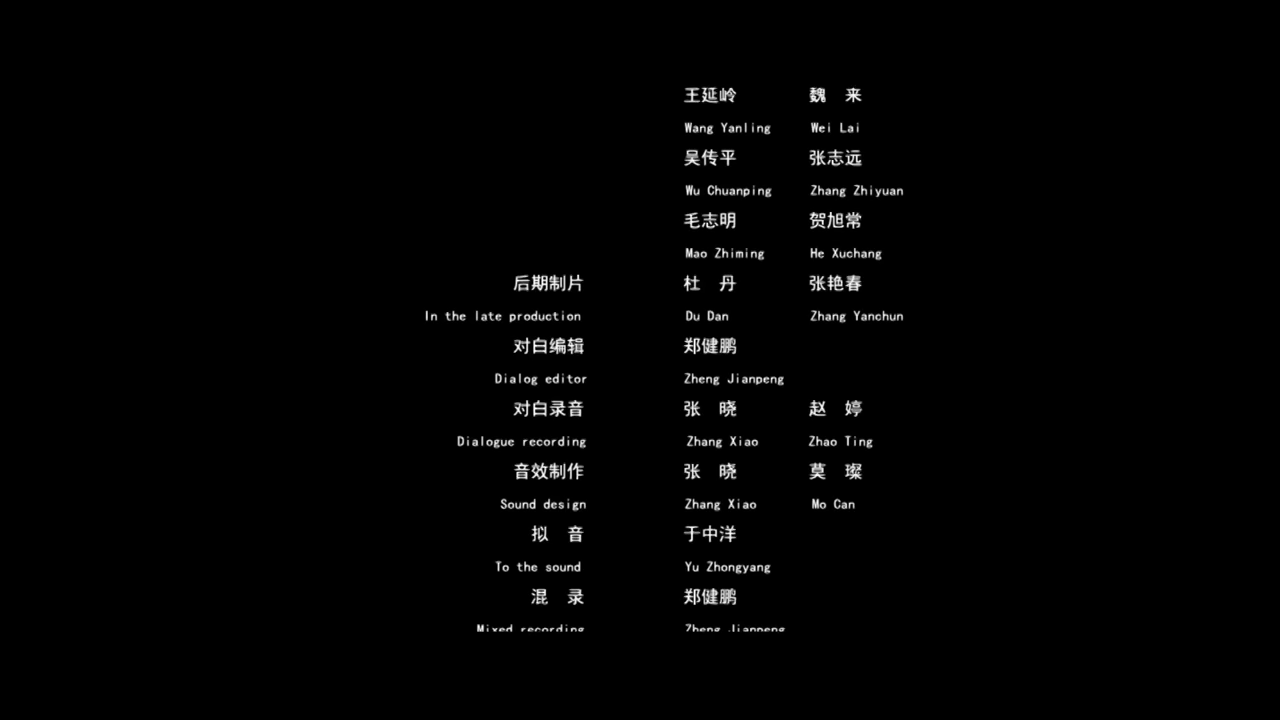 王延岭 魏 来
Wang Yanling Wei Lai
吴传平 张志远
Wu Chuanping Zhang Zhiyuan
毛志明 贺旭常
Mao Zhiming He Xuchang
后期制片 杜 丹 张艳春
In the late production Du Dan Zhang Yanchun
对白编辑 郑健鹏
Dialog editor Zheng Jianpeng
对白录音 张 晓 赵 婷
Dialogue recording Zhang Xiao Zhao Ting
音效制作 张 晓 莫 璨
Sound design Zhang Xiao Mo Can
拟 音 于中洋
To the sound Yu Zhongyang
混 录 郑健鹏
Mixed recording Zheng Jianpeng